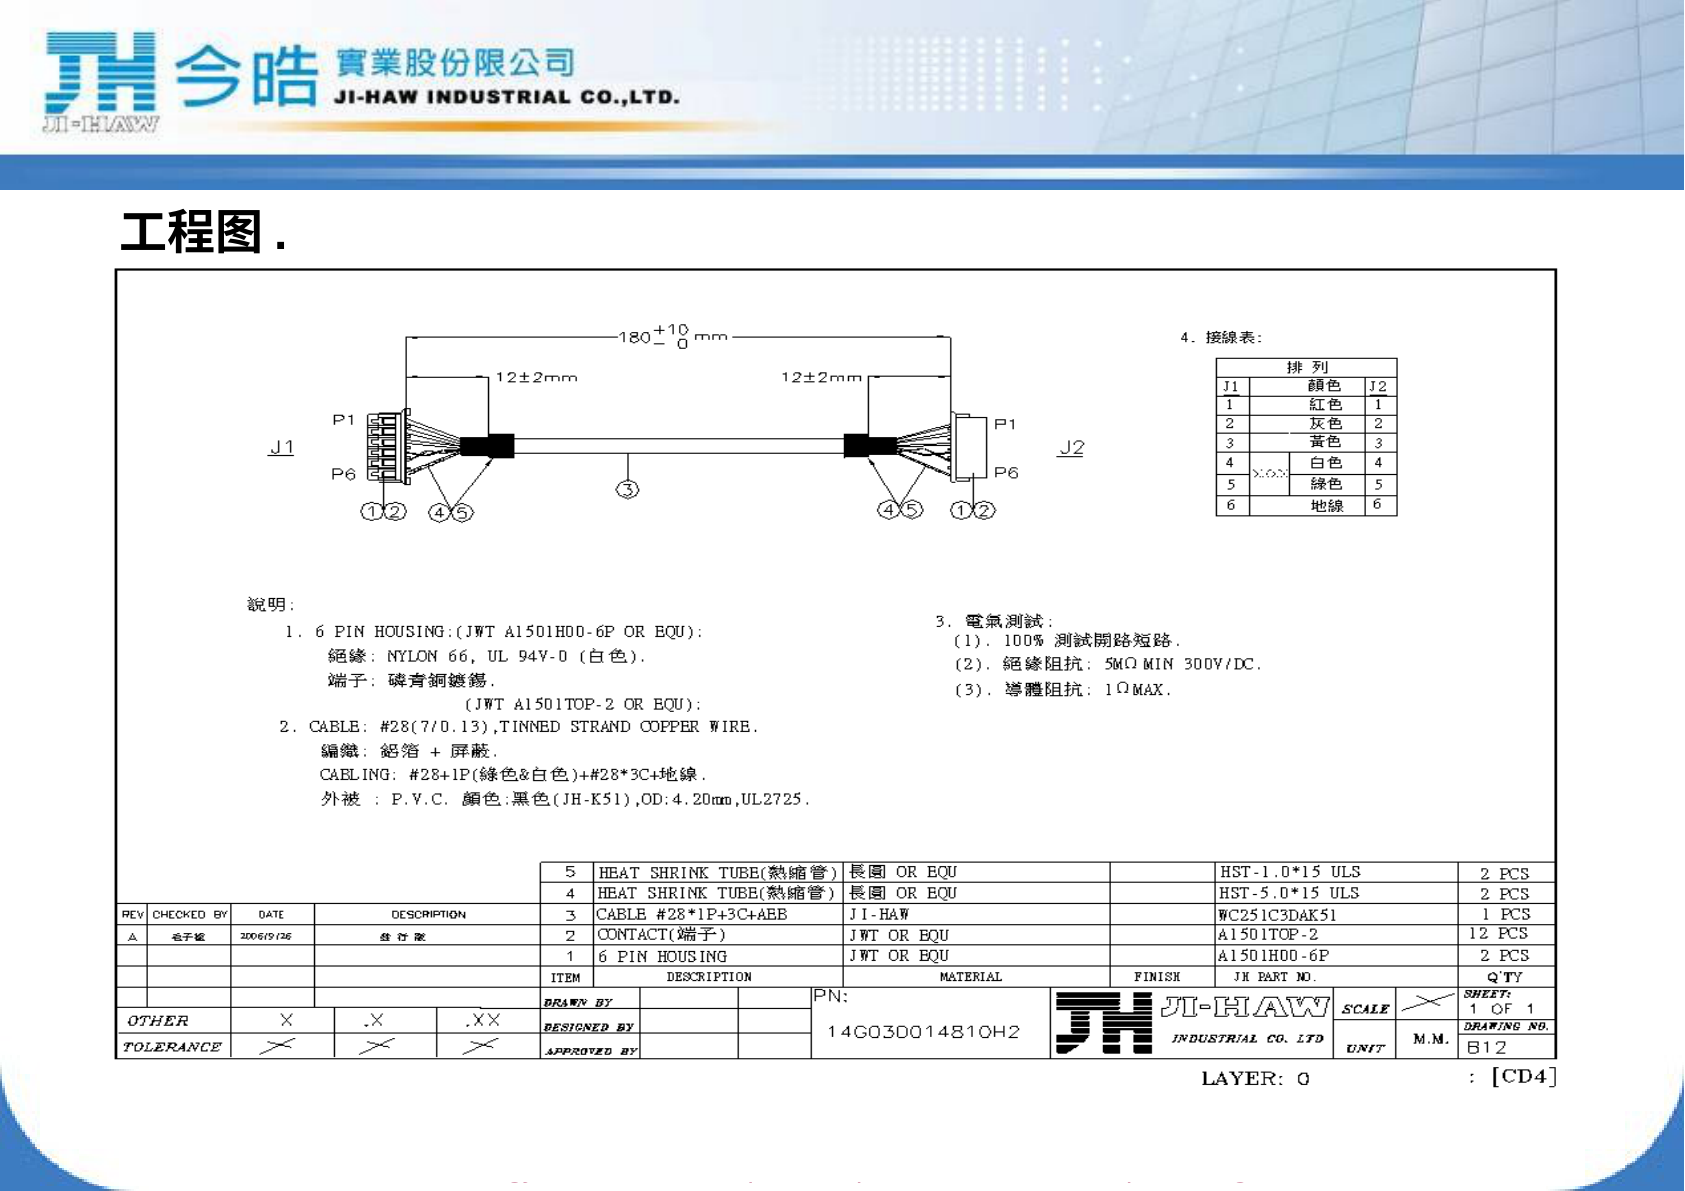 JH 今皓 實業股份限公司
JI-HAW INDUSTRIAL CO.,LTD.
JI-HAW
工程图 .
180 +10 - 0 mm
12±2mm 12±2mm
J1 P1 P6
P1 P6 J2
① ② ④ ⑤ ③ ④ ⑤ ① ②
4. 接線表:
排 列
J1 顏色 J2
1 紅色 1
2 灰色 2
3 黃色 3
4 白色 4
5 綠色 5
6 地線 6
說明:
1. 6 PIN HOUSING:(JWT A1501H00-6P OR EQU);
絕緣: NYLON 66, UL 94V-0 (白色).
端子: 磷青銅鍍錫.
(JWT A1501TOP-2 OR EQU);
2. CABLE: #28(7/0.13),TINNED STRAND COPPER WIRE.
編織: 鋁箔 + 屏蔽.
CABLING: #28+1P(綠色&白色)+#28*3C+地線.
外被 : P.V.C. 顏色:黑色(JH-K51),OD:4.20mm,UL2725.
3. 電氣測試:
(1). 100% 測試開路短路.
(2). 絕緣阻抗: 5MΩ MIN 300V/DC.
(3). 導體阻抗: 1ΩMAX.
5 HEAT SHRINK TUBE(熱縮管) 長園 OR EQU HST-1.0*15 ULS 2 PCS
4 HEAT SHRINK TUBE(熱縮管) 長園 OR EQU HST-5.0*15 ULS 2 PCS
3 CABLE #28*1P+3C+AEB JI-HAW WC251C3DAK51 1 PCS
2 CONTACT(端子) JWT OR EQU A1501TOP-2 12 PCS
1 6 PIN HOUSING JWT OR EQU A1501H00-6P 2 PCS
ITEM DESCRIPTION MATERIAL FINISH JH PART NO. Q'TY
REV CHECKED BY DATE DESCRIPTION
A 2006/9/26 發 行
OTHER X .X .XX
TOLERANCE
DRAWN BY
DESIGNED BY
APPROVED BY
PN:
14G03D01481OH2
JH JI-HAW
INDUSTRIAL CO. LTD
SCALE
UNIT M.M.
SHEET:
1 OF 1
DRAWING NO.
B12
LAYER: 0 : [CD4]